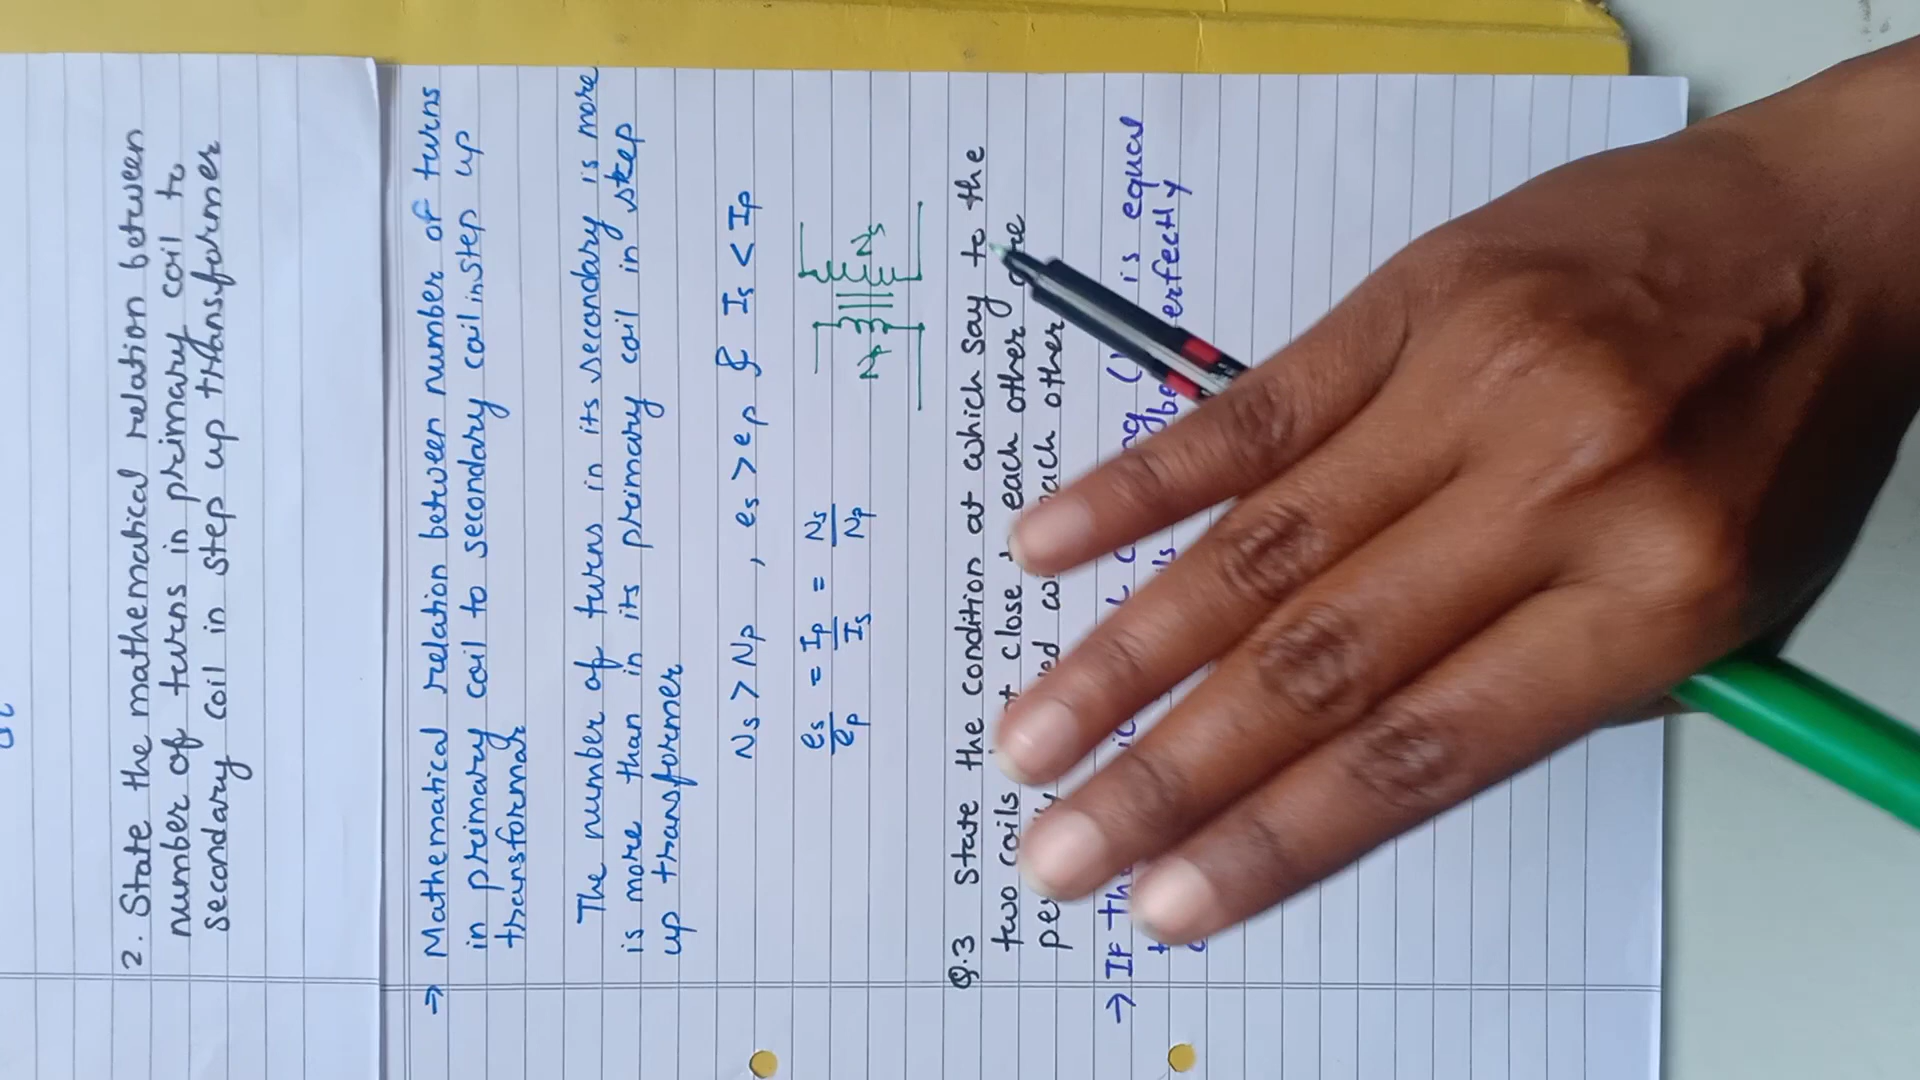 2. State the mathematical relation between
number of turns in primary coil to
secondary coil in step up transformer
→ Mathematical relation between number of turns
in primary coil to secondary coil in step up
transformar
The number of turns in its secondary is more
is more than in its primary coil in step
up transformer
Ns > Np , es > ep & Is < Ip
es/ep = Ip/Is = Ns/Np
Np Ns
Q.3 State the condition at which say to the
two coils close each other are
each other
→ If is equal
erfectly